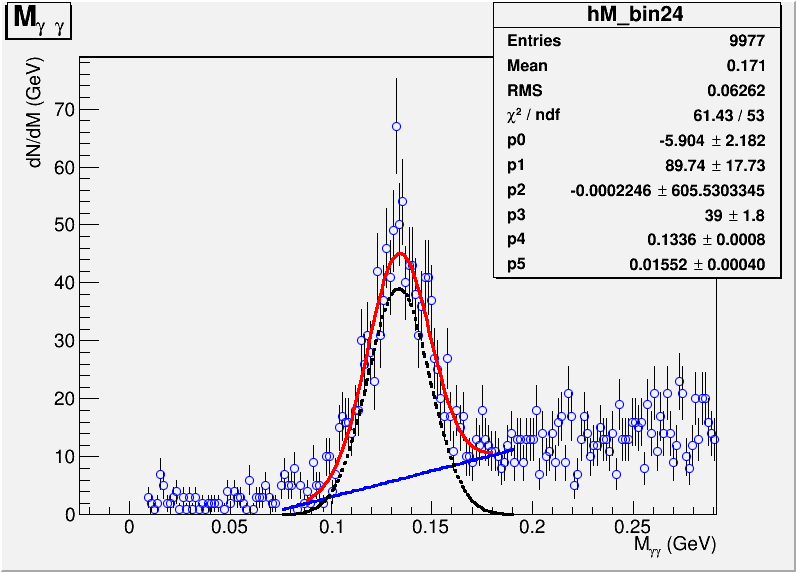 Mγ γ
hM_bin24
Entries 9977
Mean 0.171
RMS 0.06262
χ² / ndf 61.43 / 53
p0 -5.904 ± 2.182
p1 89.74 ± 17.73
p2 -0.0002246 ± 605.5303345
p3 39 ± 1.8
p4 0.1336 ± 0.0008
p5 0.01552 ± 0.00040
dN/dM (GeV)
70
60
50
40
30
20
10
0
0 0.05 0.1 0.15 0.2 0.25
Mγγ (GeV)